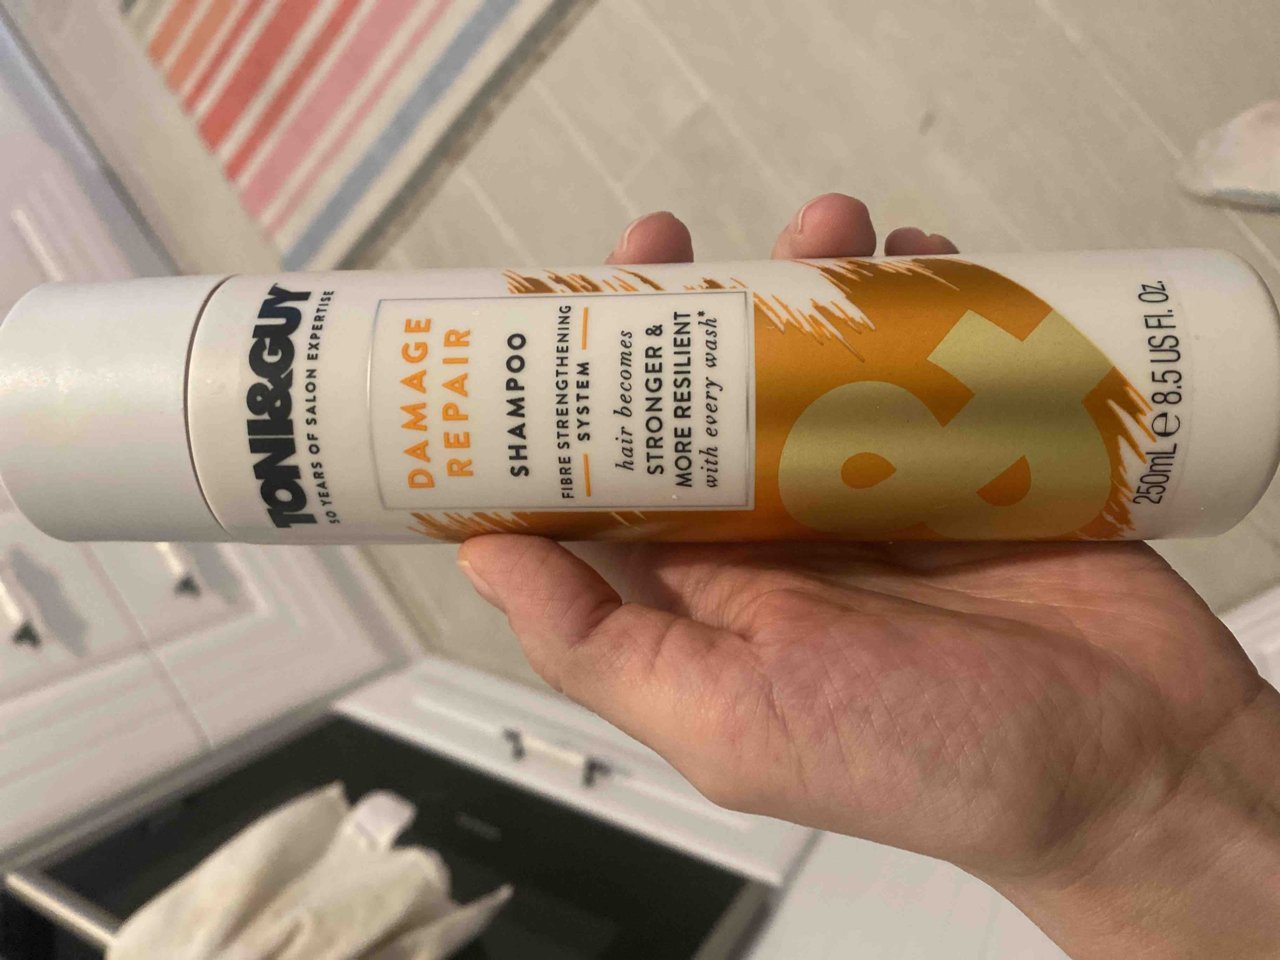 TONI&GUY
50 YEARS OF SALON EXPERTISE
DAMAGE
REPAIR
SHAMPOO
FIBRE STRENGTHENING
SYSTEM
hair becomes
STRONGER &
MORE RESILIENT
with every wash*
&
250mL ℮ 8.5 US Fl. Oz.